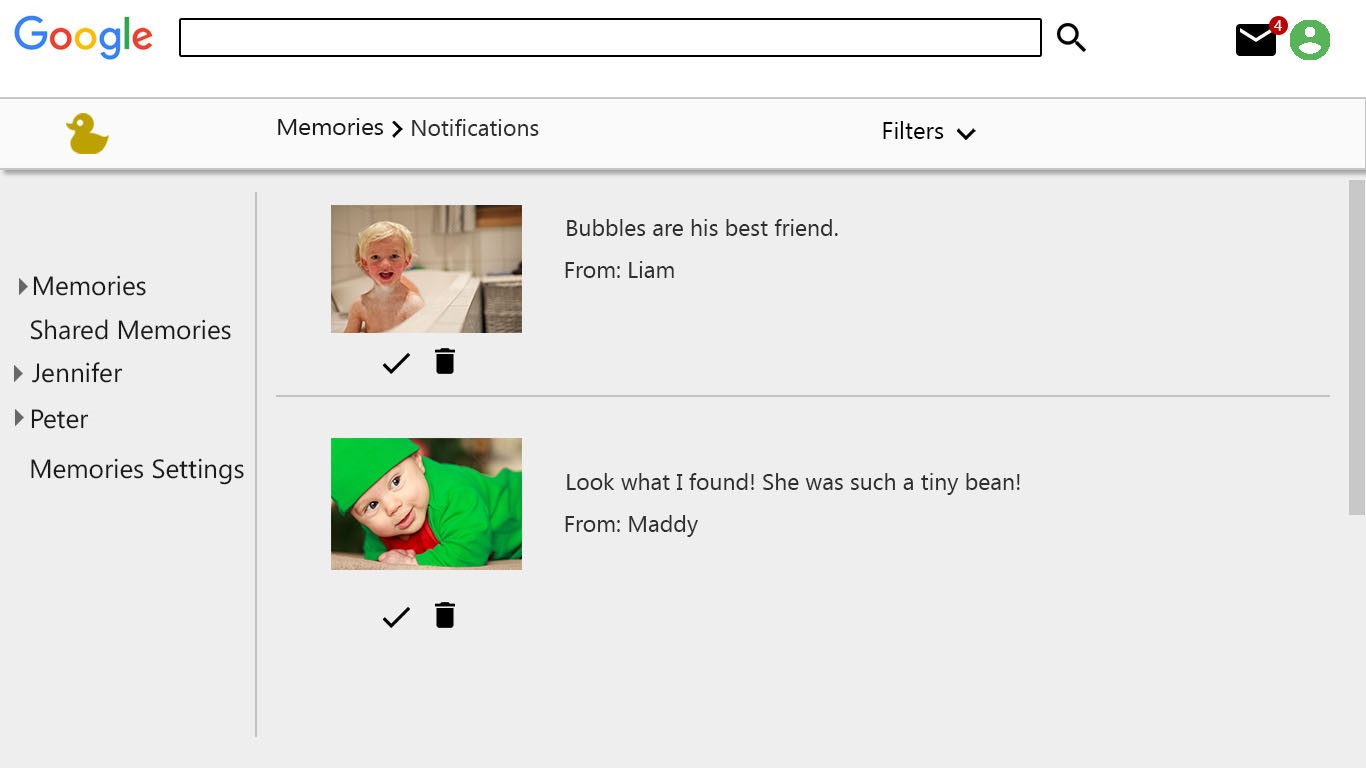 Google
4
Memories Notifications
Filters
Memories
Shared Memories
Jennifer
Peter
Memories Settings
Bubbles are his best friend.
From: Liam
Look what I found! She was such a tiny bean!
From: Maddy